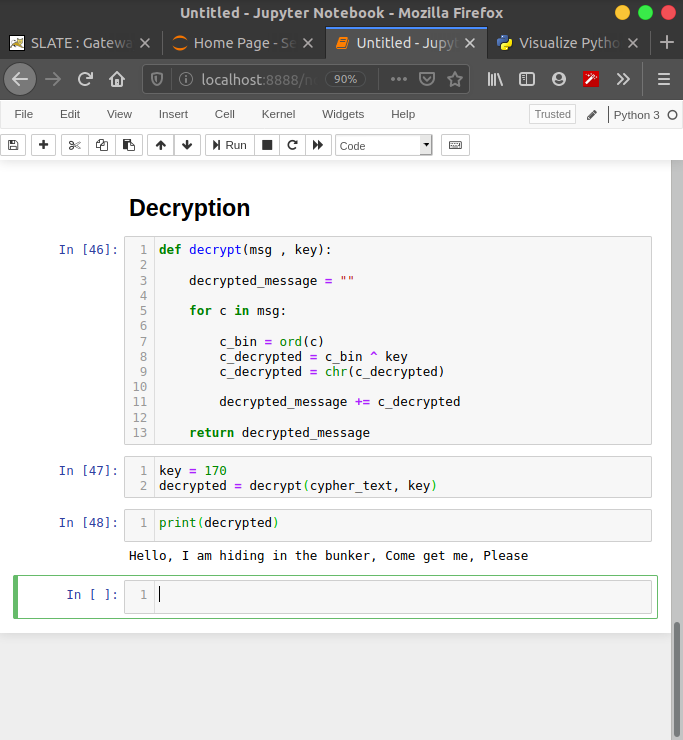 Untitled - Jupyter Notebook - Mozilla Firefox
SLATE : Gatewa
Home Page - Se
Untitled - Jupyt
Visualize Pytho
localhost:8888/n
90%
File Edit View Insert Cell Kernel Widgets Help Trusted Python 3
Run Code
Decryption
In [46]:
1 def decrypt(msg , key):
2
3     decrypted_message = ""
4
5     for c in msg:
6
7         c_bin = ord(c)
8         c_decrypted = c_bin ^ key
9         c_decrypted = chr(c_decrypted)
10
11         decrypted_message += c_decrypted
12
13     return decrypted_message
In [47]:
1 key = 170
2 decrypted = decrypt(cypher_text, key)
In [48]:
1 print(decrypted)
Hello, I am hiding in the bunker, Come get me, Please
In [ ]:
1